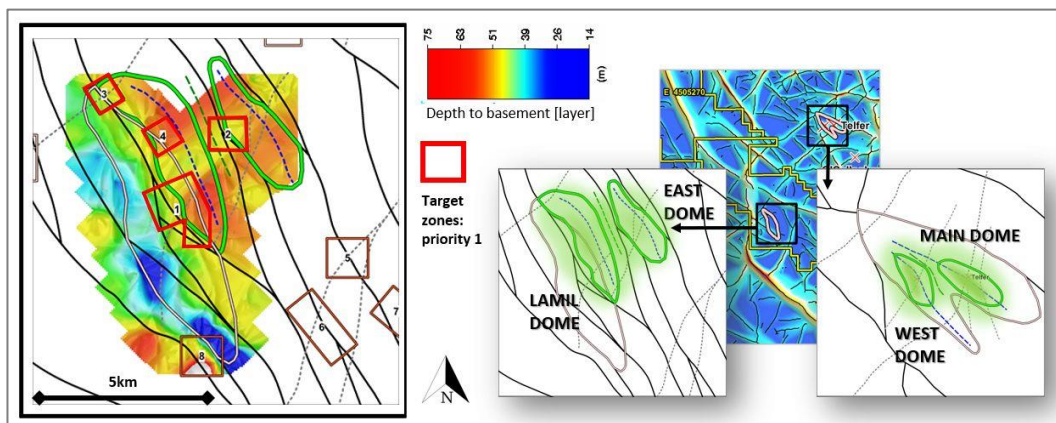 3
4
2
1
5
6
7
8
5km
75
63
51
39
26
14
(m)
Depth to basement [layer]
Target
zones:
priority 1
N
E 4505270
Telfer
EAST
DOME
LAMIL
DOME
MAIN DOME
Telfer
WEST
DOME